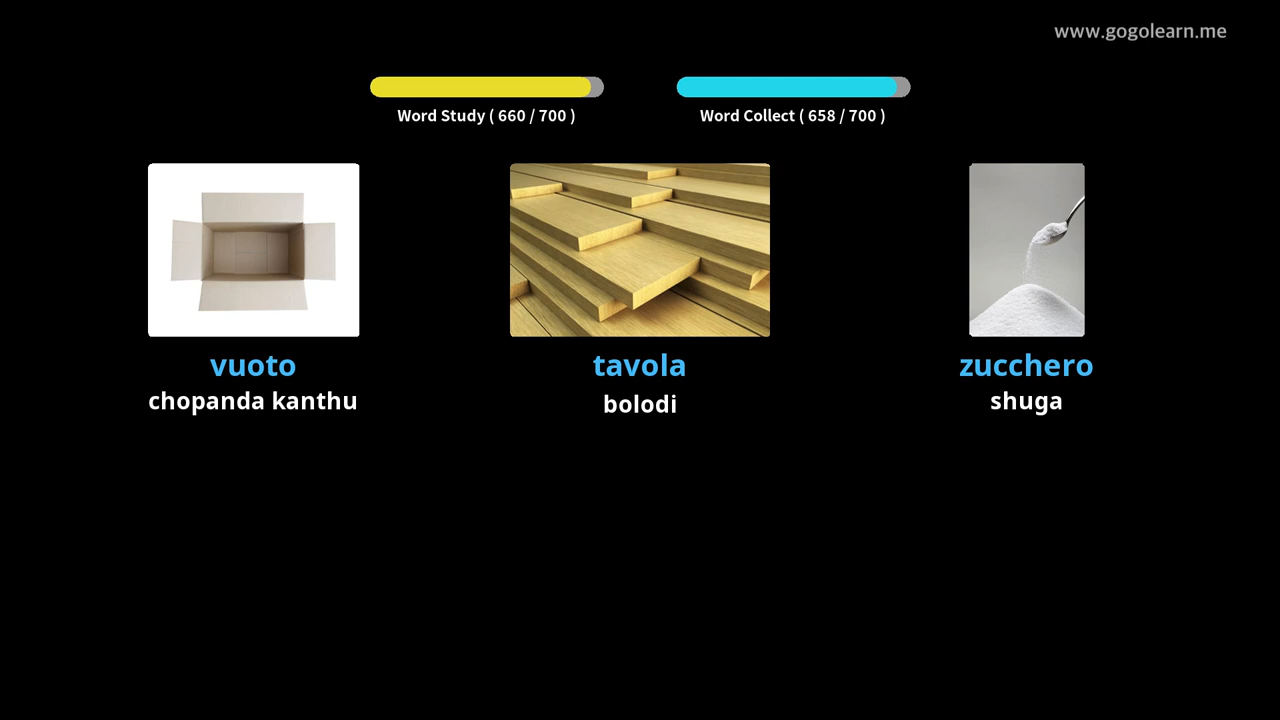 www.gogolearn.me
Word Study ( 660 / 700 )
Word Collect ( 658 / 700 )
vuoto
chopanda kanthu
tavola
bolodi
zucchero
shuga